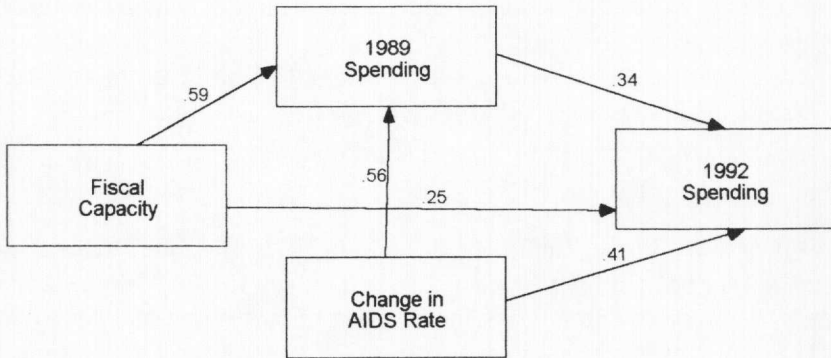 1989
Spending
.59
.34
Fiscal
Capacity
.56
.25
1992
Spending
.41
Change in
AIDS Rate